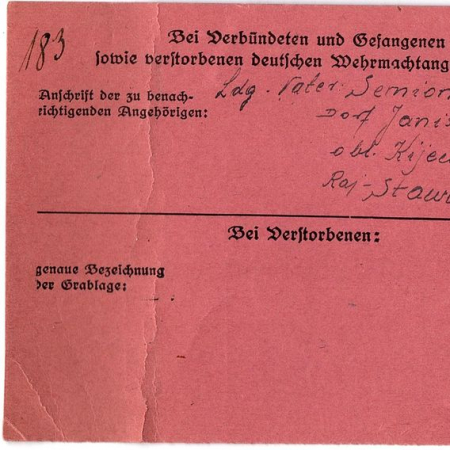 183
Bei Verbündeten und Gefangenen
sowie verstorbenen deutschen Wehrmachtang
Anschrift der zu benach-
richtigenden Angehörigen:
Ldg. Vater: Semion
Dorf Janis
obl. Kijew
Raj-Staw
Bei Verstorbenen:
genaue Bezeichnung
der Grablage: